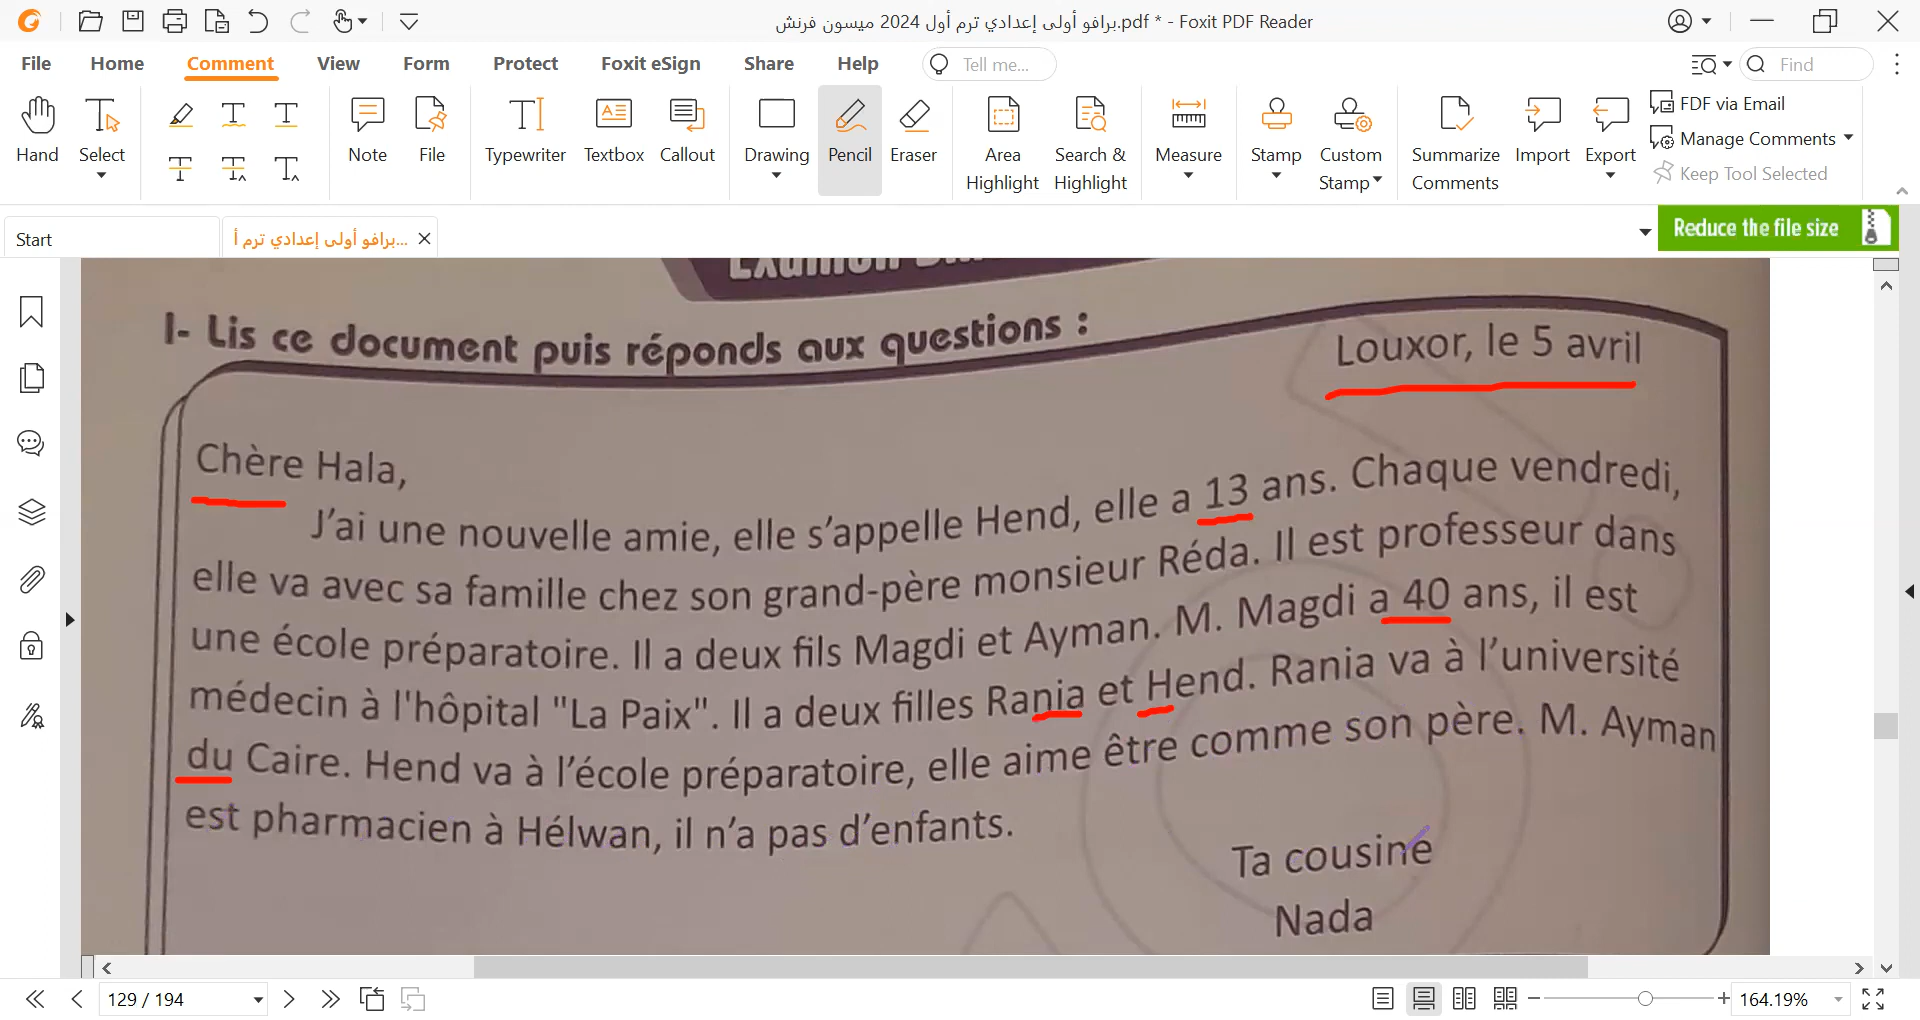 برافو أولى إعدادي ترم أول 2024 ميسون فرنش.pdf * - Foxit PDF Reader
File Home Comment View Form Protect Foxit eSign Share Help Tell me... Find
Hand Select Note File Typewriter Textbox Callout Drawing Pencil Eraser Area Highlight Search & Highlight Measure Stamp Custom Stamp Summarize Comments Import Export
FDF via Email
Manage Comments
Keep Tool Selected
Start
برافو أولى إعدادي ترم أ...
Reduce the file size
I- Lis ce document puis réponds aux questions :
Louxor, le 5 avril
Chère Hala,
J'ai une nouvelle amie, elle s'appelle Hend, elle a 13 ans. Chaque vendredi,
elle va avec sa famille chez son grand-père monsieur Réda. Il est professeur dans
une école préparatoire. Il a deux fils Magdi et Ayman. M. Magdi a 40 ans, il est
médecin à l'hôpital "La Paix". Il a deux filles Rania et Hend. Rania va à l'université
du Caire. Hend va à l'école préparatoire, elle aime être comme son père. M. Ayman
est pharmacien à Hélwan, il n'a pas d'enfants.
Ta cousine
Nada
129 / 194
164.19%